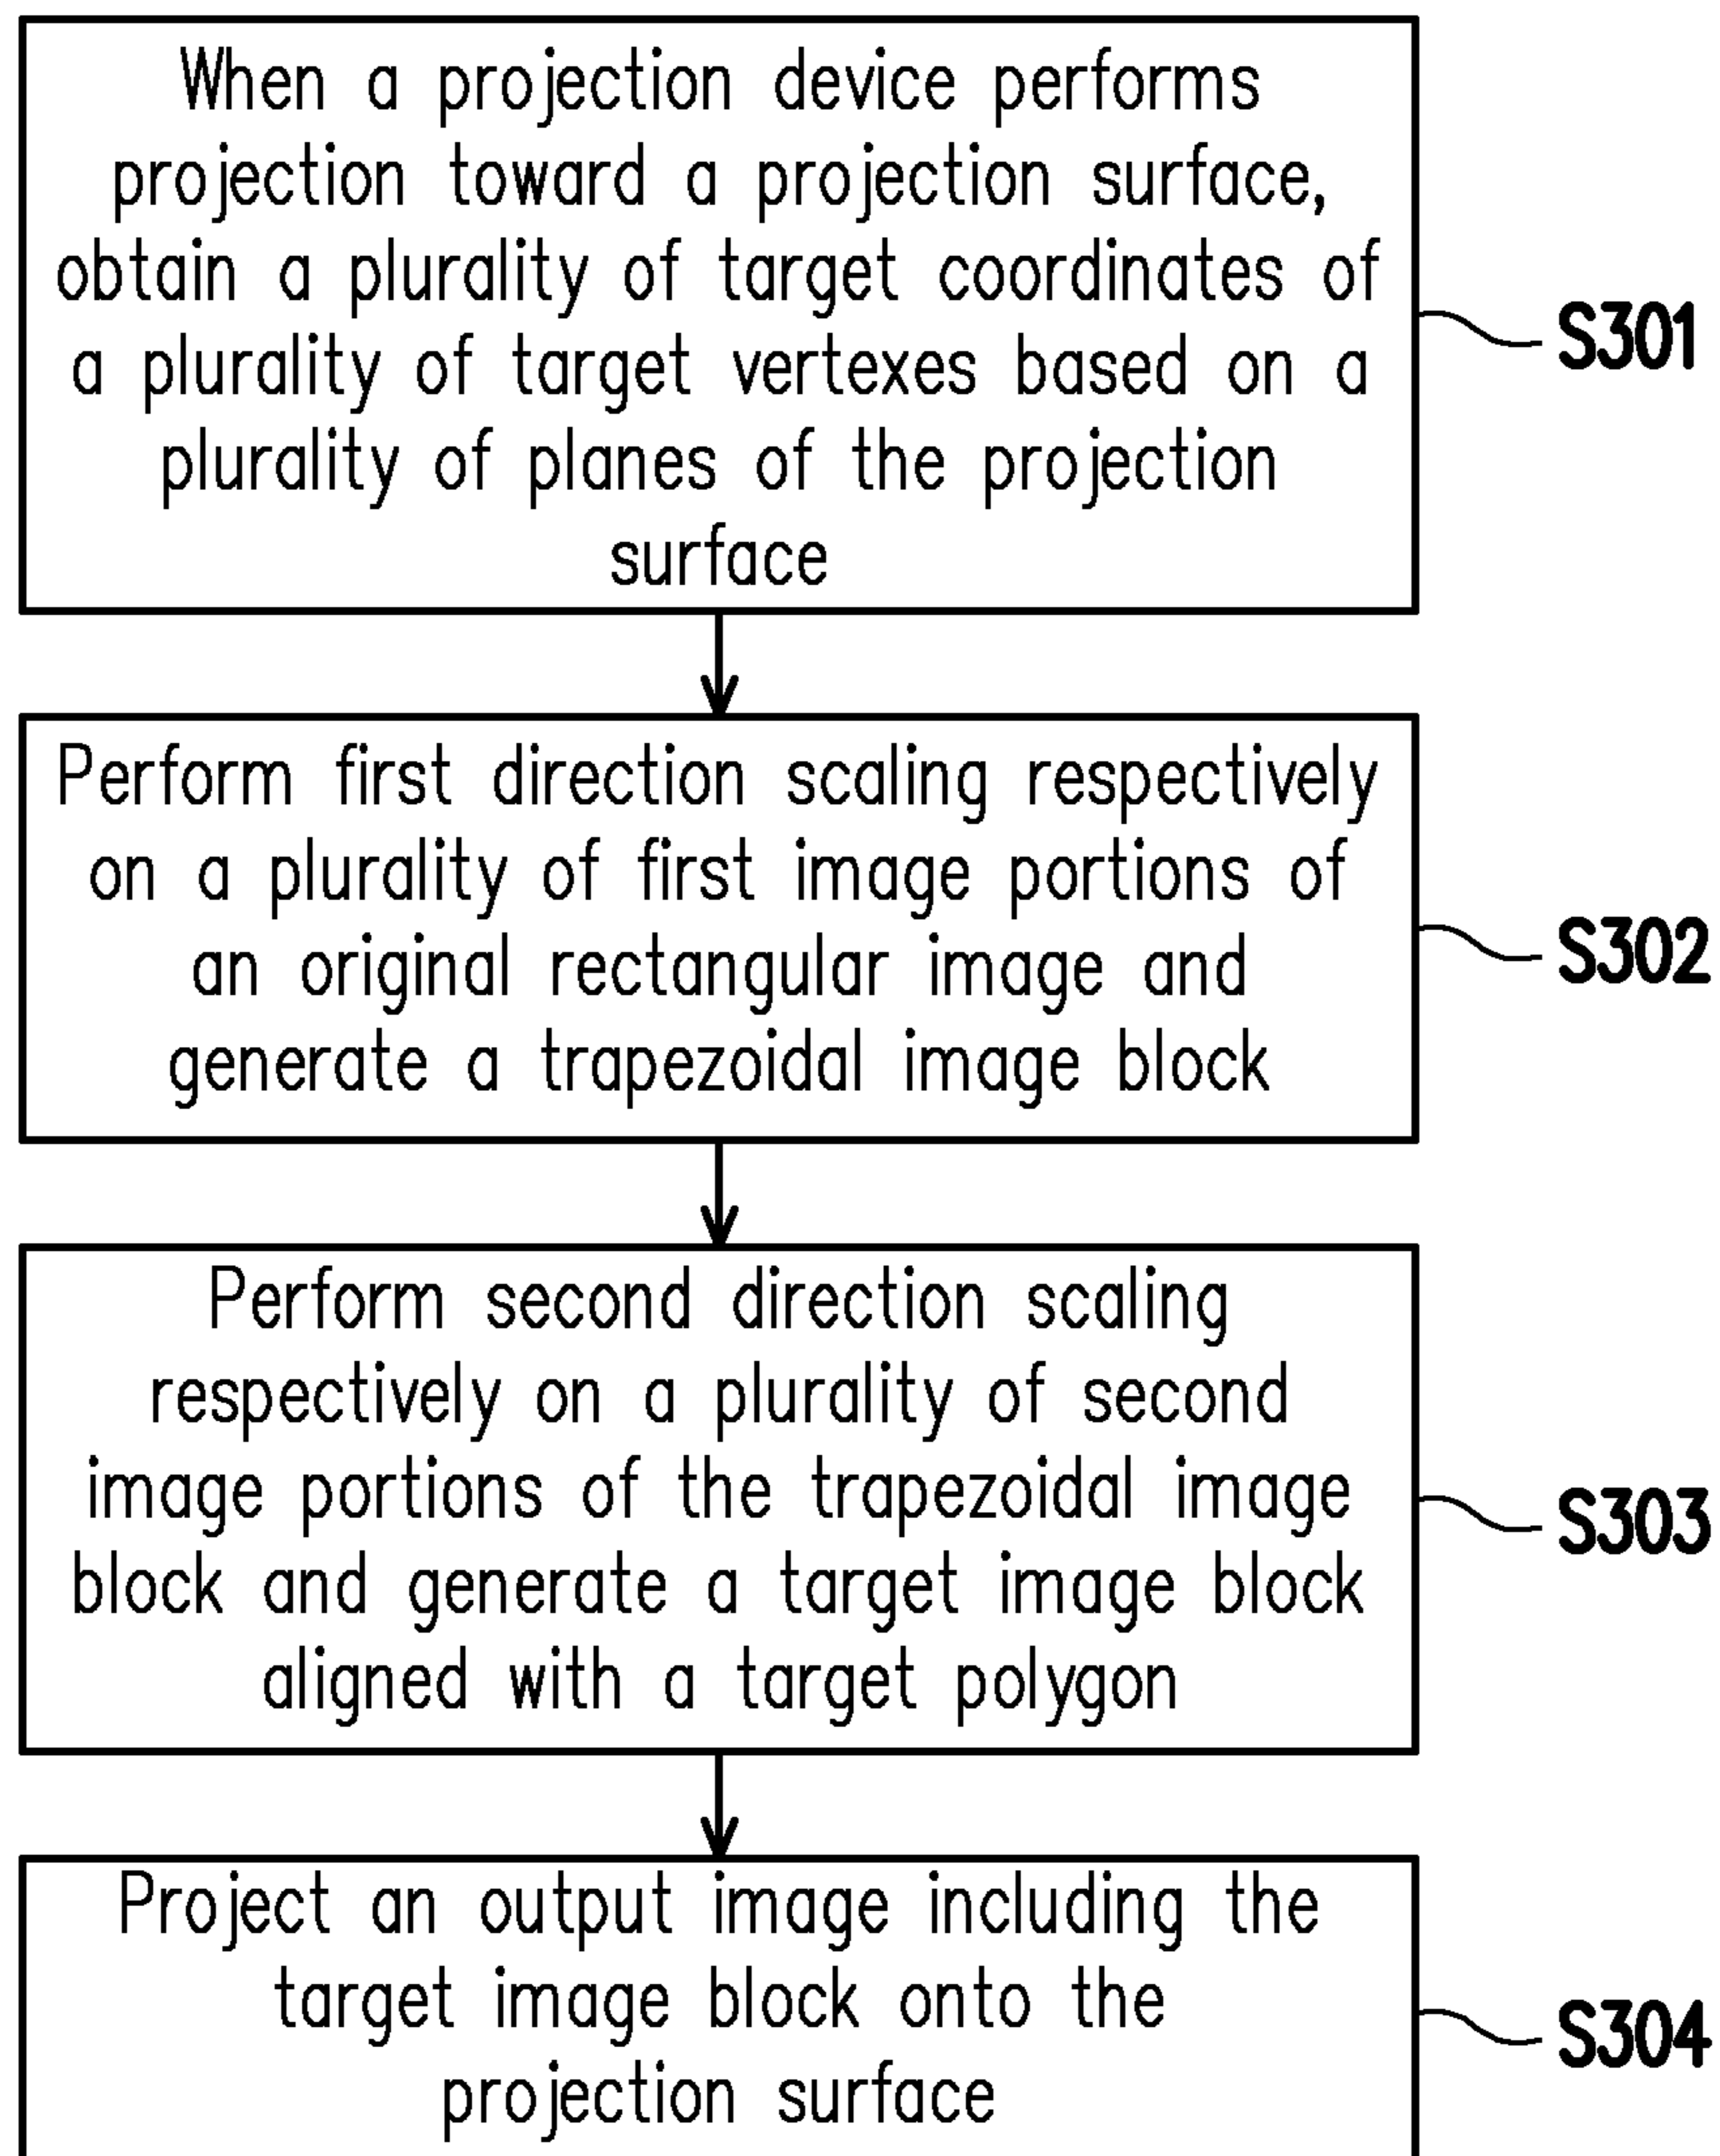 When a projection device performs
projection toward a projection surface,
obtain a plurality of target coordinates of
a plurality of target vertexes based on a
plurality of planes of the projection
surface
S301
Perform first direction scaling respectively
on a plurality of first image portions of
an original rectangular image and
generate a trapezoidal image block
S302
Perform second direction scaling
respectively on a plurality of second
image portions of the trapezoidal image
block and generate a target image block
aligned with a target polygon
S303
Project an output image including the
target image block onto the
projection surface
S304